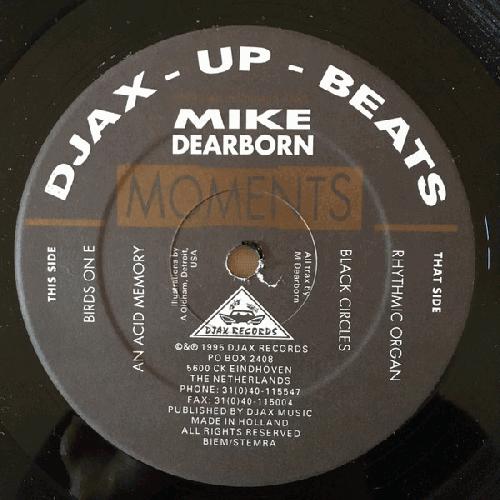 DJAX-UP-BEATS
MIKE
DEARBORN
MOMENTS
THIS SIDE
BIRDS ON E
AN ACID MEMORY
Illustrations by
A Oldham, Detroit,
USA
All Trax by
M Dearborn
BLACK CIRCLES
RHYTHMIC ORGAN
THAT SIDE
DJAX RECORDS
©&℗ 1995 DJAX RECORDS
PO BOX 2408
5600 CK EINDHOVEN
THE NETHERLANDS
PHONE: 31(0)40-115547
FAX: 31(0)40-115004
PUBLISHED BY DJAX MUSIC
MADE IN HOLLAND
ALL RIGHTS RESERVED
BIEM/STEMRA